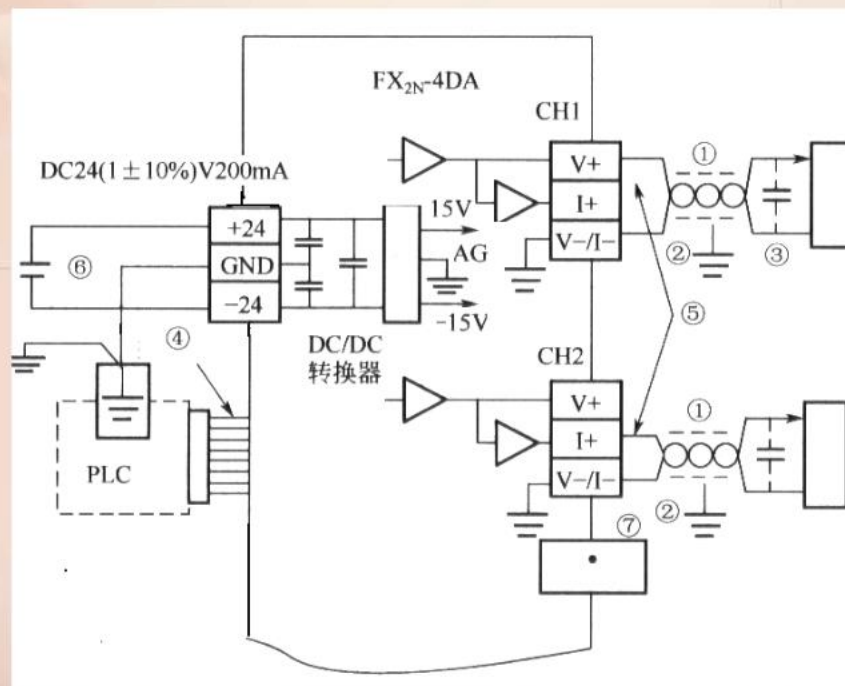 FX2N-4DA
CH1
DC24(1±10%)V200mA
V+
I+
V-/I-
①
②
③
+24
GND
-24
⑥
15V
AG
-15V
DC/DC
转换器
⑤
④
PLC
CH2
V+
I+
V-/I-
①
②
⑦